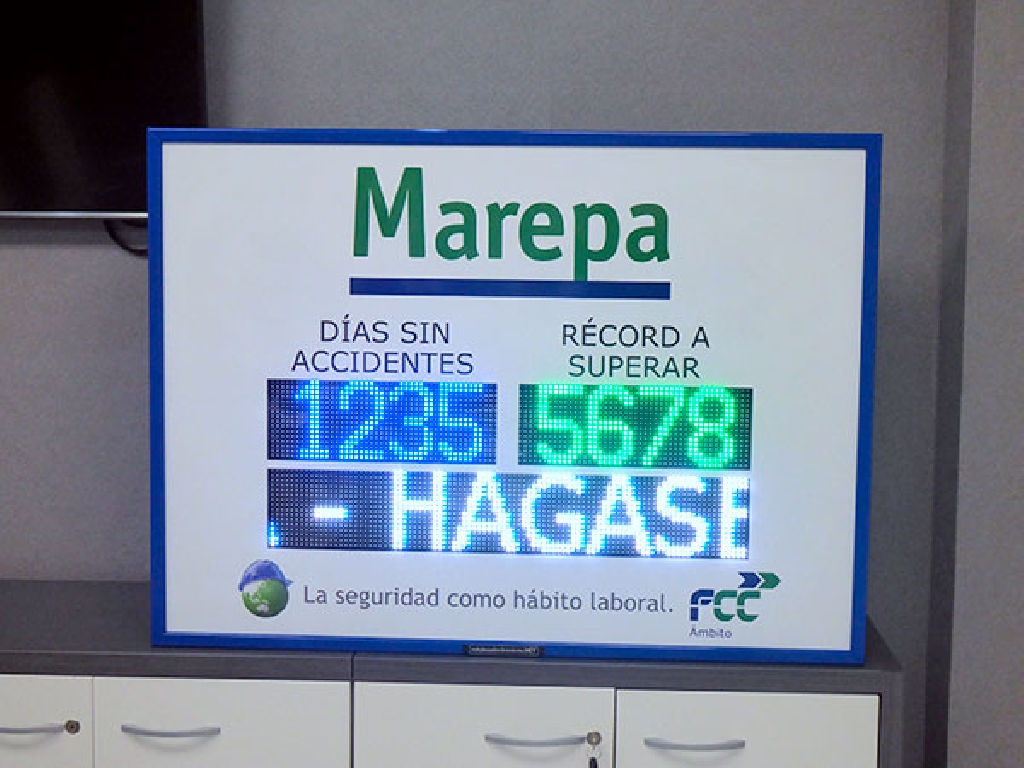 Marepa
DÍAS SIN
ACCIDENTES
RÉCORD A
SUPERAR
1235
5678
. - HAGASE
La seguridad como hábito laboral.
FCC
Ámbito